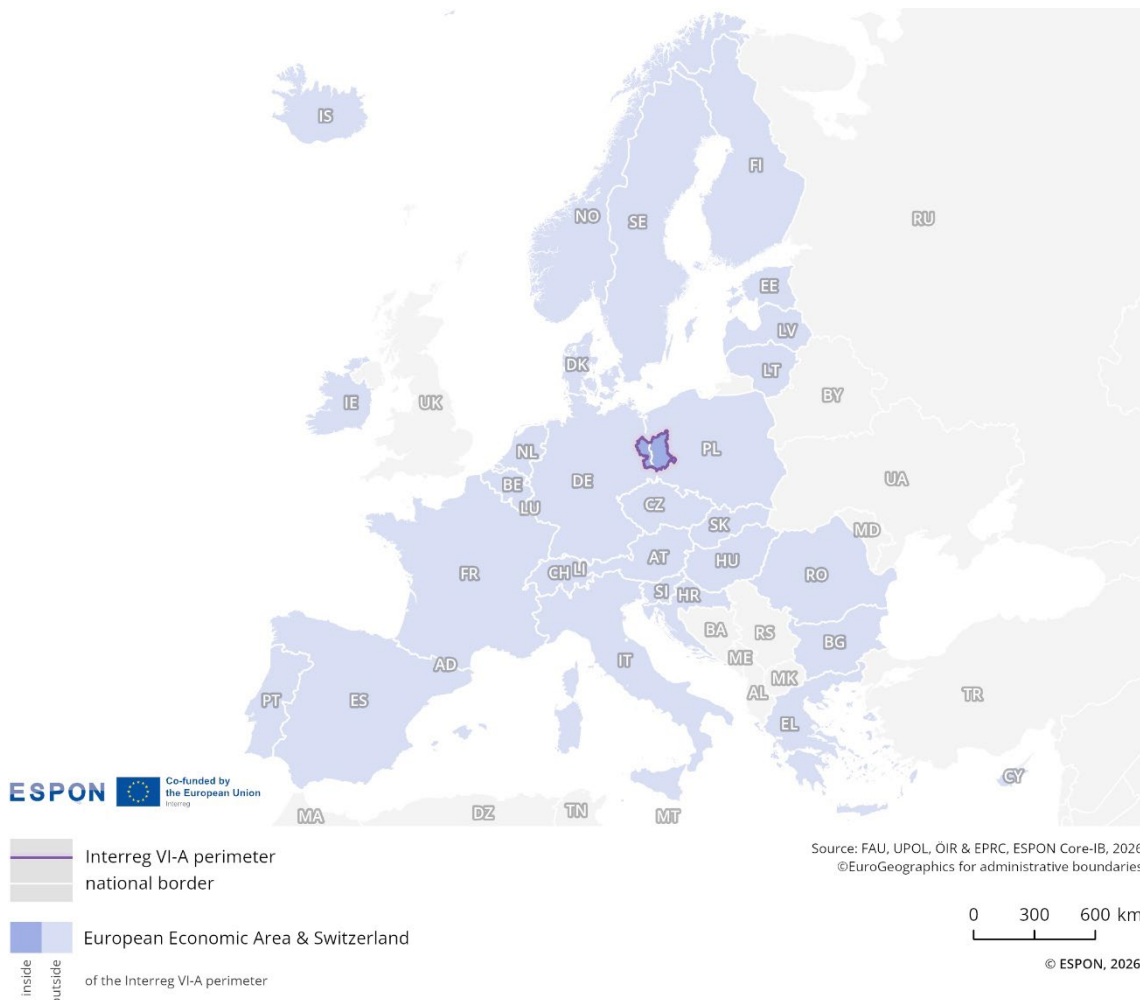 IS
FI
NO
SE
RU
EE
LV
LT
DK
BY
IE
UK
NL
PL
DE
BE
UA
LU
CZ
SK
MD
AT
HU
FR
CH
LI
RO
SI
HR
BA
RS
BG
ME
IT
AD
MK
AL
TR
PT
ES
EL
CY
MA
DZ
TN
MT
ESPON
Co-funded by
the European Union
Interreg
Interreg VI-A perimeter
national border
European Economic Area & Switzerland
inside
outside
of the Interreg VI-A perimeter
Source: FAU, UPOL, ÖIR & EPRC, ESPON Core-IB, 2026
©EuroGeographics for administrative boundaries
0 300 600 km
© ESPON, 2026